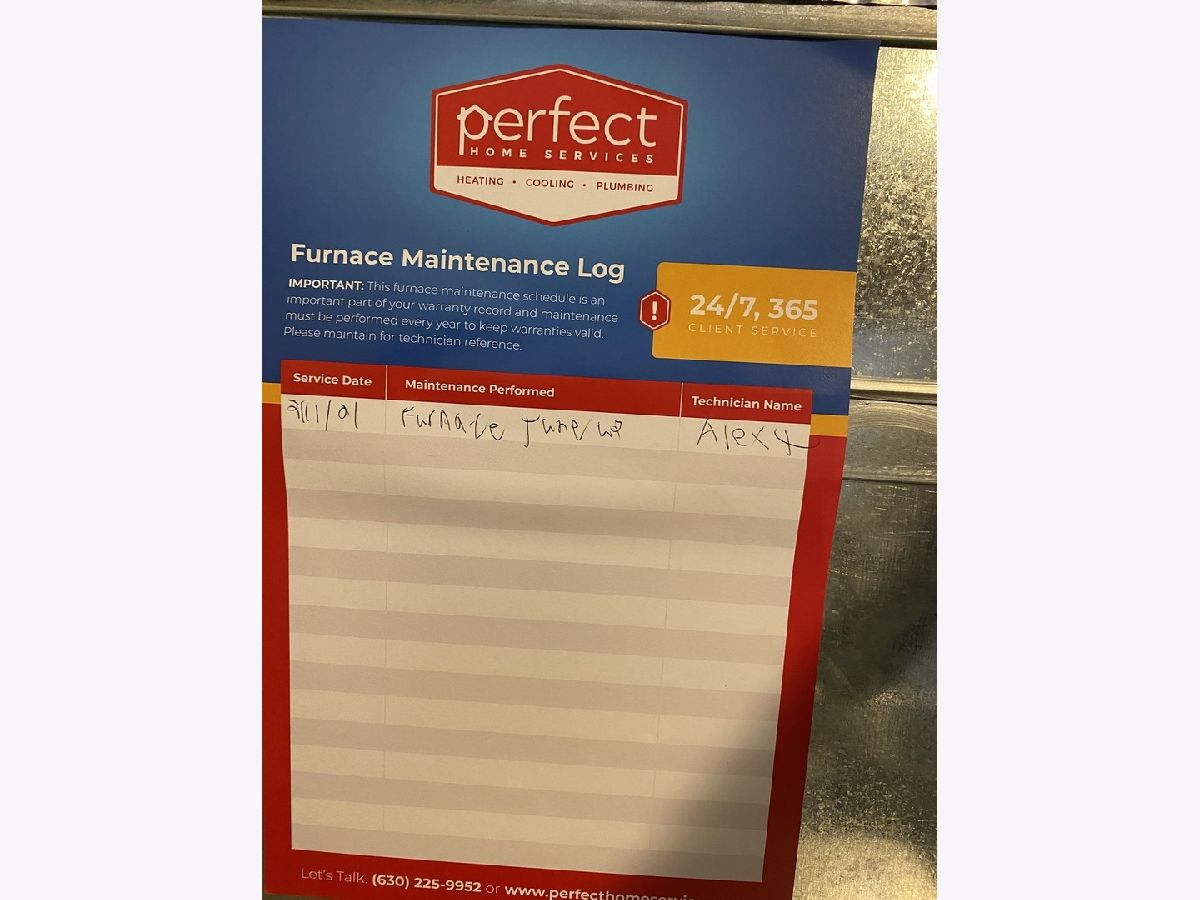 perfect
HOME SERVICES
HEATING • COOLING • PLUMBING
Furnace Maintenance Log
IMPORTANT: This furnace maintenance schedule is an
important part of your warranty record and maintenance
must be performed every year to keep warranties valid.
Please maintain for technician reference.
! 24/7, 365
CLIENT SERVICE
Service Date Maintenance Performed Technician Name
Furnace Tune/up Alex
Let's Talk. (630) 225-9952 or www.perfecthomeservic